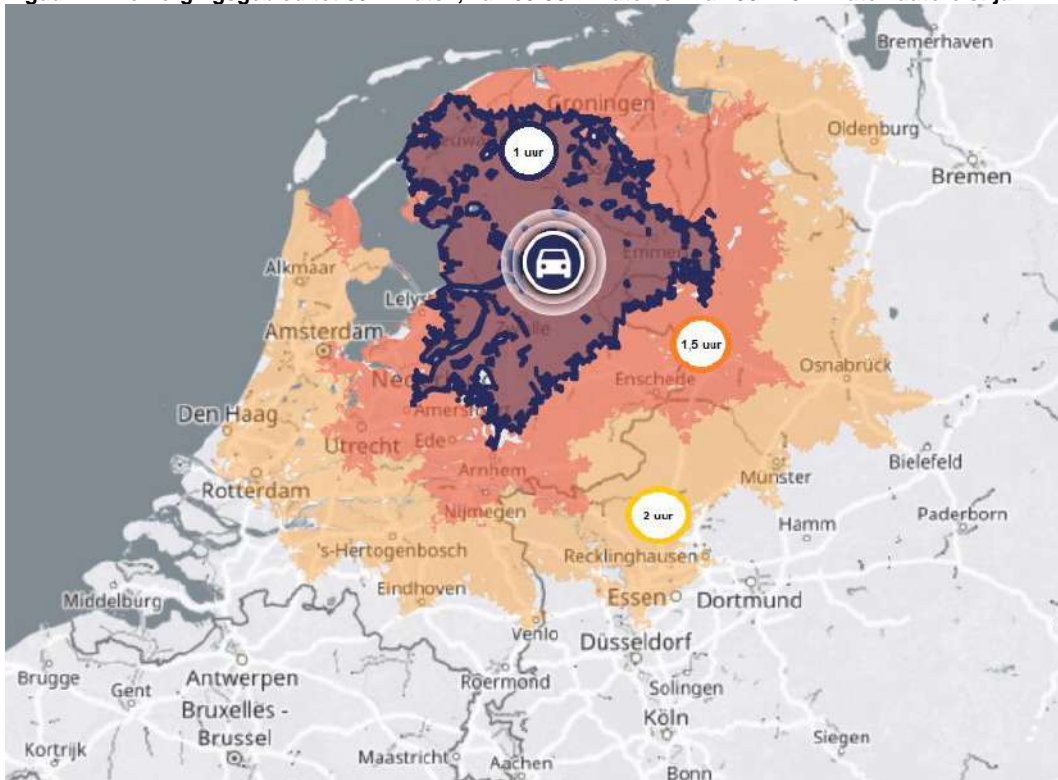 Bremerhaven
Groningen
Oldenburg
1 uur
Bremen
Emmen
Alkmaar
Lelys
Zwolle
Amsterdam
1,5 uur
Osnabrück
Enschede
Den Haag
Amersfoort
Utrecht
Ede
Bielefeld
Arnhem
Münster
Rotterdam
Nijmegen
2 uur
Paderborn
Hamm
's-Hertogenbosch
Recklinghausen
Eindhoven
Essen
Dortmund
Middelburg
Venlo
Düsseldorf
Brugge
Antwerpen
Roermond
Gent
Solingen
Bruxelles -
Brussel
Köln
Siegen
Kortrijk
Maastricht
Aachen
Bonn